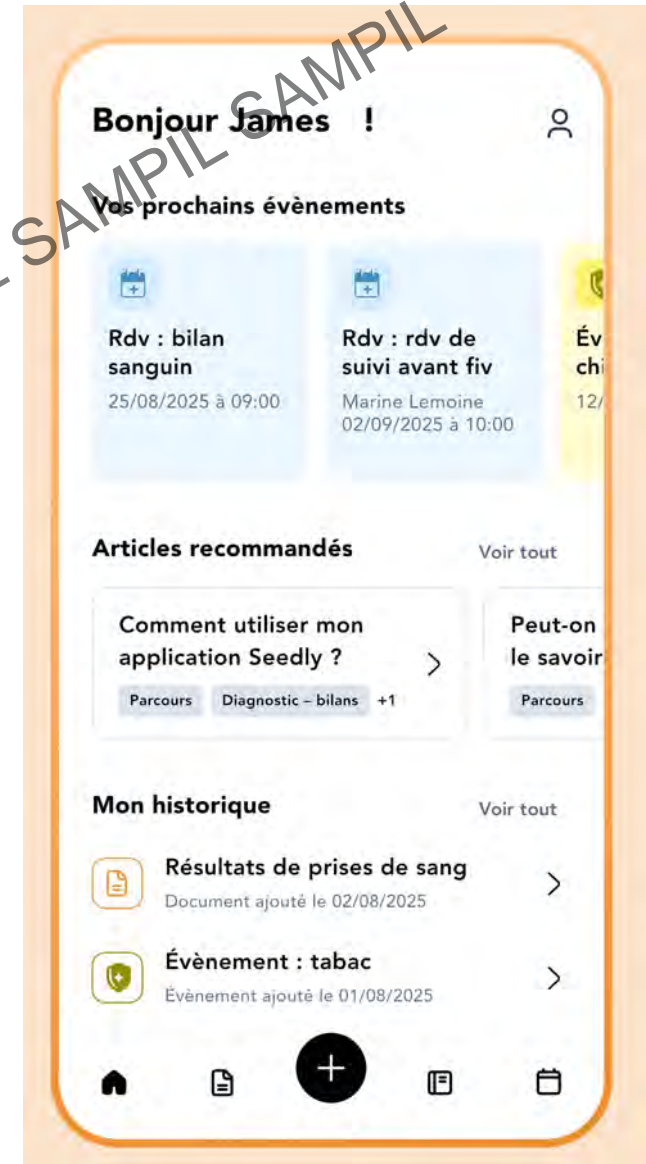 SAMPIL SAMPIL
Bonjour James !
Vos prochains évènements
Rdv : bilan
sanguin
25/08/2025 à 09:00
Rdv : rdv de
suivi avant fiv
Marine Lemoine
02/09/2025 à 10:00
Év
chi
12/
Articles recommandés
Voir tout
Comment utiliser mon
application Seedly ?
Parcours Diagnostic – bilans +1
Peut-on
le savoir
Parcours
Mon historique
Voir tout
Résultats de prises de sang
Document ajouté le 02/08/2025
Évènement : tabac
Évènement ajouté le 01/08/2025